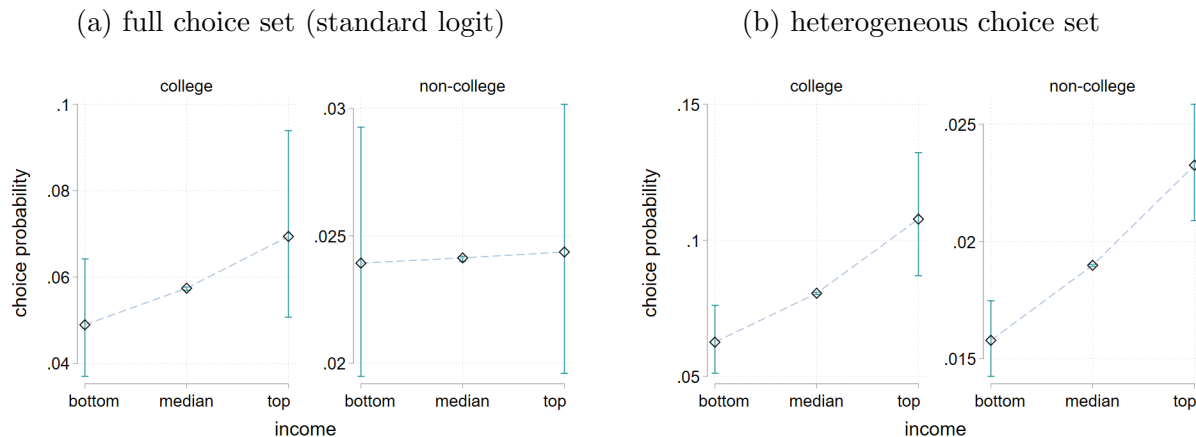 (a) full choice set (standard logit)
(b) heterogeneous choice set
college
non-college
choice probability
.1
.08
.06
.04
.03
.025
.02
bottom
median
top
bottom
median
top
income
college
non-college
choice probability
.15
.1
.05
.025
.02
.015
bottom
median
top
bottom
median
top
income